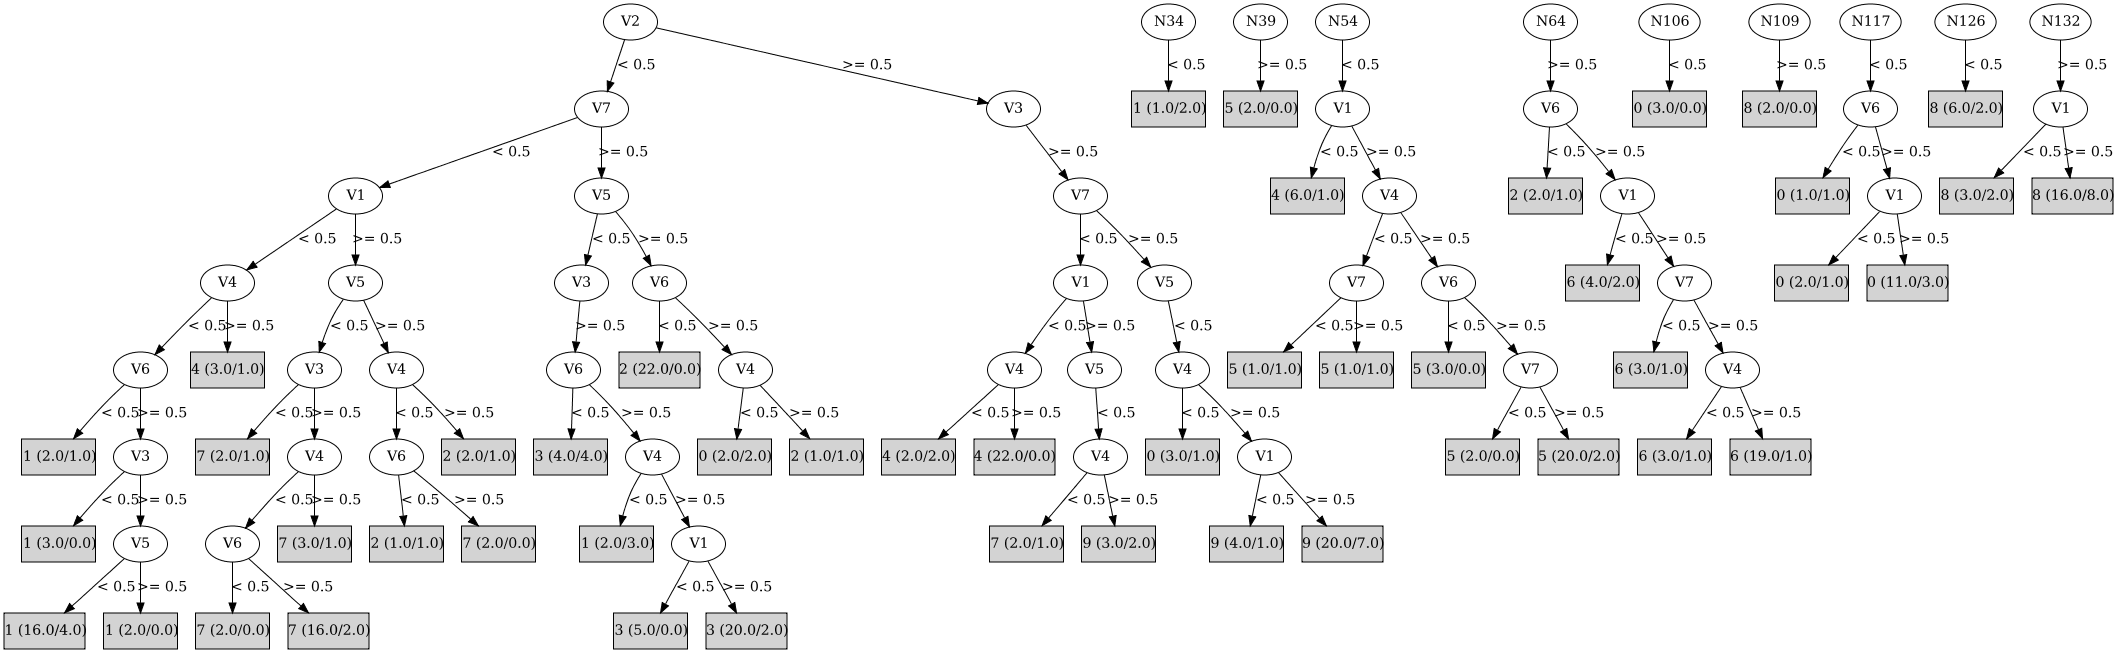 V2 N34 N39 N54 N64 N106 N109 N117 N126 N132
< 0.5 >= 0.5 < 0.5 >= 0.5 < 0.5 >= 0.5 < 0.5 >= 0.5 < 0.5 < 0.5 >= 0.5
V7 V3 1 (1.0/2.0) 5 (2.0/0.0) V1 V6 0 (3.0/0.0) 8 (2.0/0.0) V6 8 (6.0/2.0) V1
< 0.5 >= 0.5 >= 0.5 < 0.5 >= 0.5 < 0.5 >= 0.5 < 0.5 >= 0.5 < 0.5 >= 0.5
V1 V5 V7 4 (6.0/1.0) V4 2 (2.0/1.0) V1 0 (1.0/1.0) V1 8 (3.0/2.0) 8 (16.0/8.0)
< 0.5 >= 0.5 < 0.5 >= 0.5 < 0.5 >= 0.5 < 0.5 >= 0.5 < 0.5 >= 0.5 < 0.5 >= 0.5
V4 V5 V3 V6 V1 V5 V7 V6 6 (4.0/2.0) V7 0 (2.0/1.0) 0 (11.0/3.0)
< 0.5 >= 0.5 < 0.5 >= 0.5 >= 0.5 < 0.5 >= 0.5 < 0.5 >= 0.5 < 0.5 < 0.5 >= 0.5 < 0.5 >= 0.5 < 0.5 >= 0.5
V6 4 (3.0/1.0) V3 V4 V6 2 (22.0/0.0) V4 V4 V5 V4 5 (1.0/1.0) 5 (1.0/1.0) 5 (3.0/0.0) V7 6 (3.0/1.0) V4
< 0.5 >= 0.5 < 0.5 >= 0.5 < 0.5 >= 0.5 < 0.5 >= 0.5 < 0.5 >= 0.5 < 0.5 >= 0.5 < 0.5 < 0.5 >= 0.5 < 0.5 >= 0.5 < 0.5 >= 0.5
1 (2.0/1.0) V3 7 (2.0/1.0) V4 V6 2 (2.0/1.0) 3 (4.0/4.0) V4 0 (2.0/2.0) 2 (1.0/1.0) 4 (2.0/2.0) 4 (22.0/0.0) V4 0 (3.0/1.0) V1 5 (2.0/0.0) 5 (20.0/2.0) 6 (3.0/1.0) 6 (19.0/1.0)
< 0.5 >= 0.5 < 0.5 >= 0.5 < 0.5 >= 0.5 < 0.5 >= 0.5 < 0.5 >= 0.5 < 0.5 >= 0.5
1 (3.0/0.0) V5 V6 7 (3.0/1.0) 2 (1.0/1.0) 7 (2.0/0.0) 1 (2.0/3.0) V1 7 (2.0/1.0) 9 (3.0/2.0) 9 (4.0/1.0) 9 (20.0/7.0)
< 0.5 >= 0.5 < 0.5 >= 0.5 < 0.5 >= 0.5
1 (16.0/4.0) 1 (2.0/0.0) 7 (2.0/0.0) 7 (16.0/2.0) 3 (5.0/0.0) 3 (20.0/2.0)